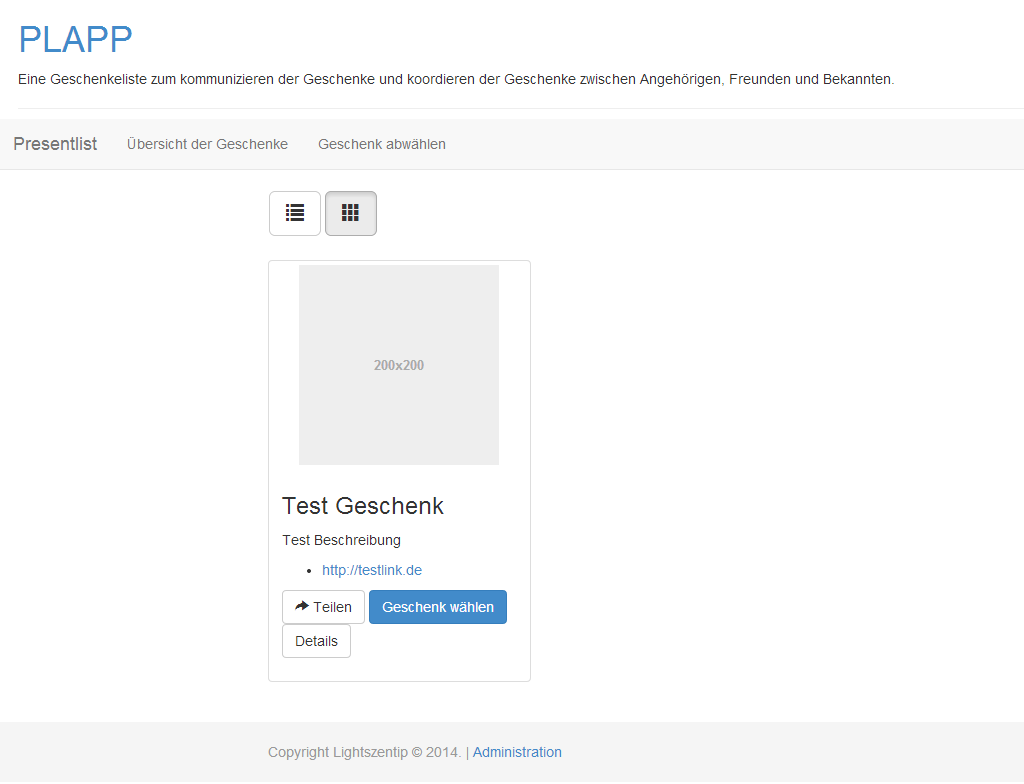 PLAPP
Eine Geschenkeliste zum kommunizieren der Geschenke und koordieren der Geschenke zwischen Angehörigen, Freunden und Bekannten.
Presentlist Übersicht der Geschenke Geschenk abwählen
200x200
Test Geschenk
Test Beschreibung
http://testlink.de
Teilen Geschenk wählen
Details
Copyright Lightszentip © 2014. | Administration